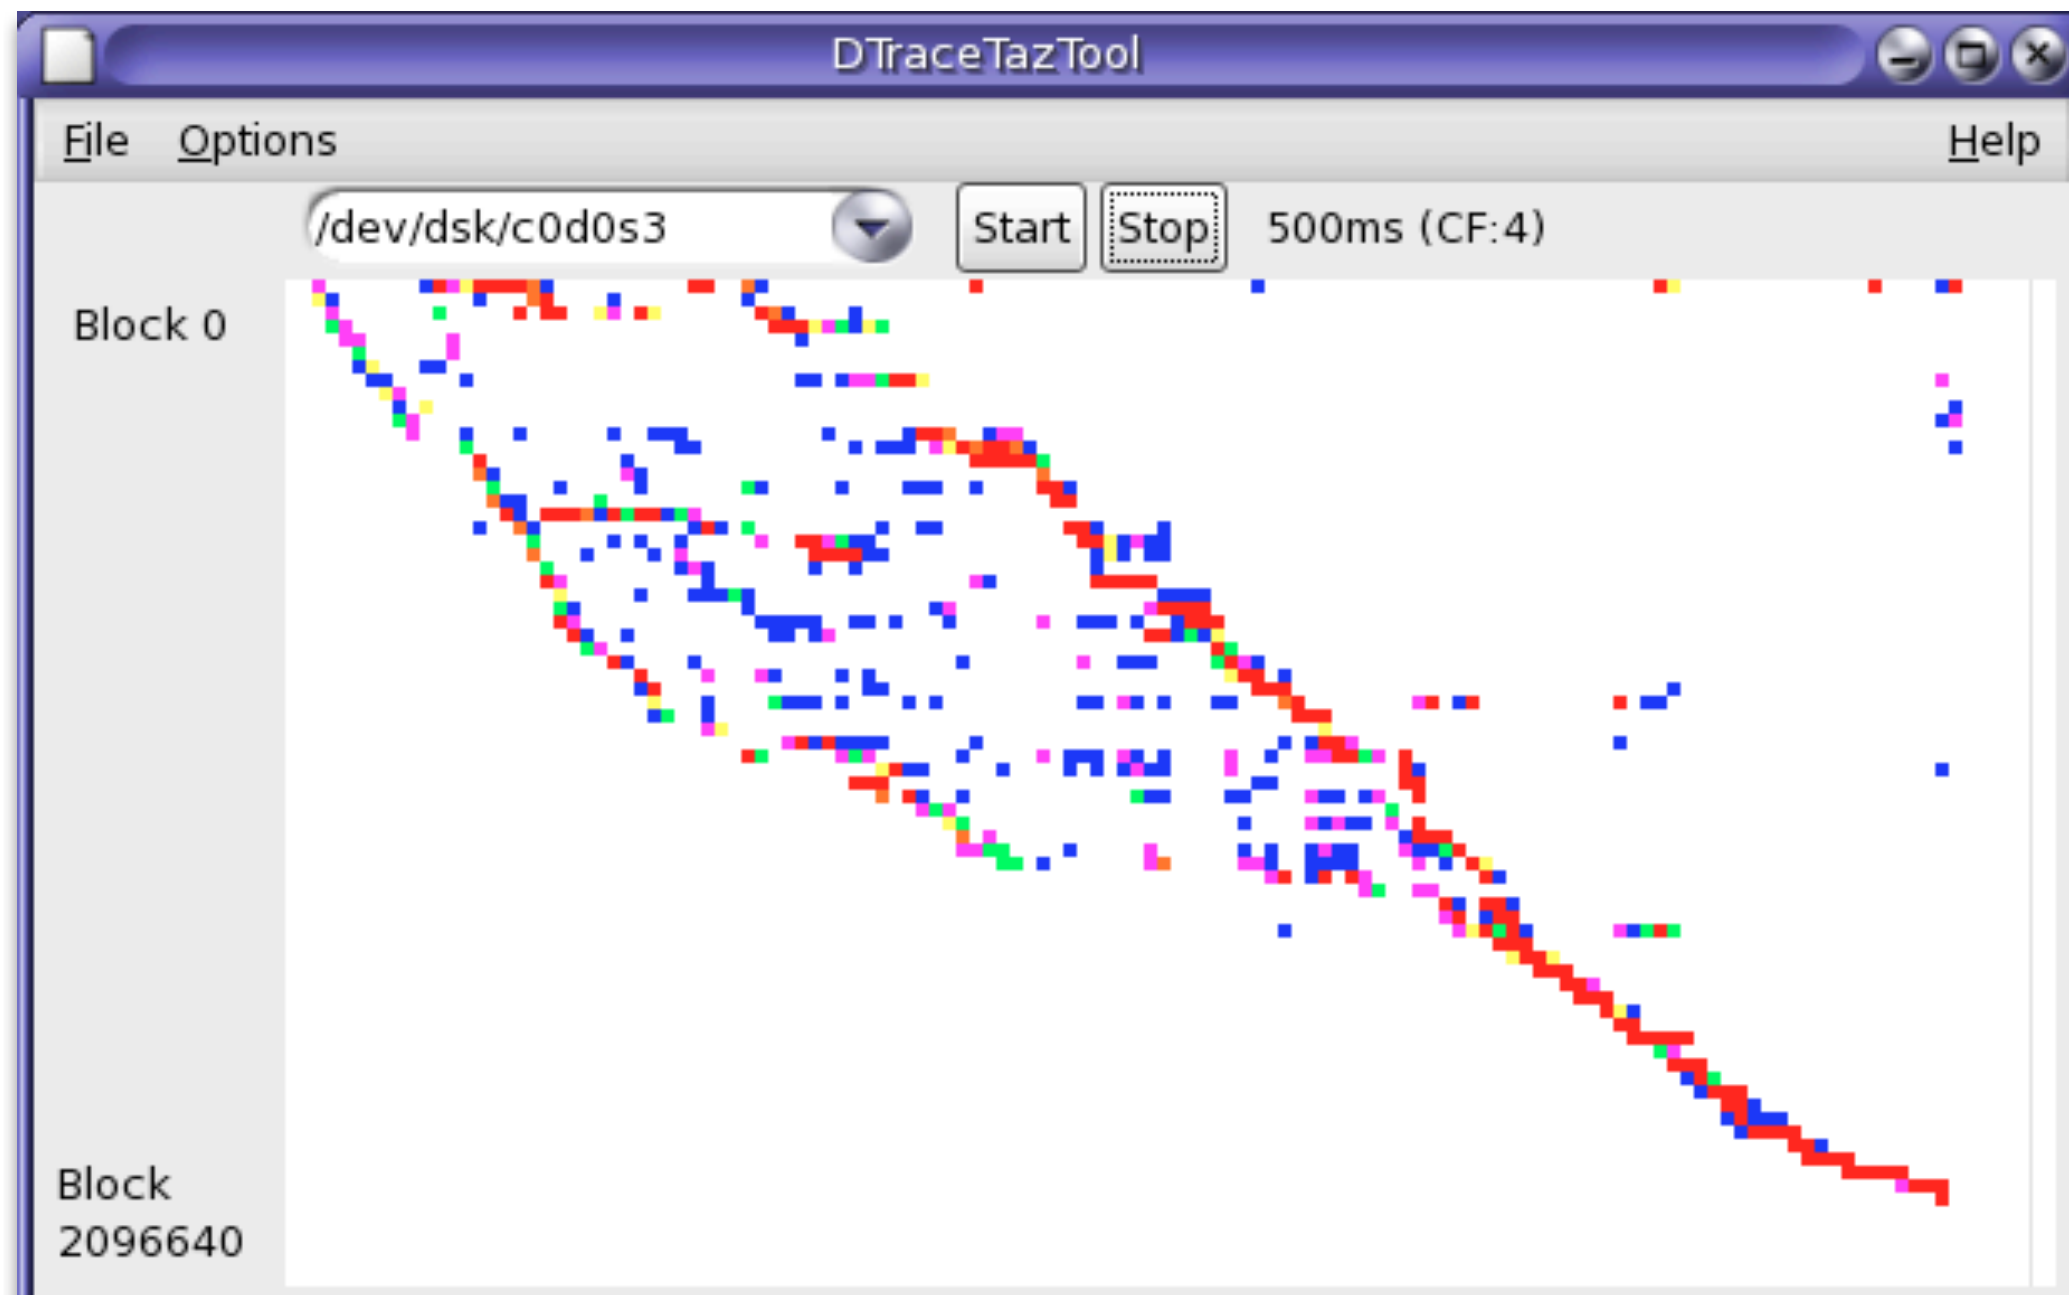 DTraceTazTool
File Options Help
/dev/dsk/c0d0s3 Start Stop 500ms (CF:4)
Block 0
Block
2096640